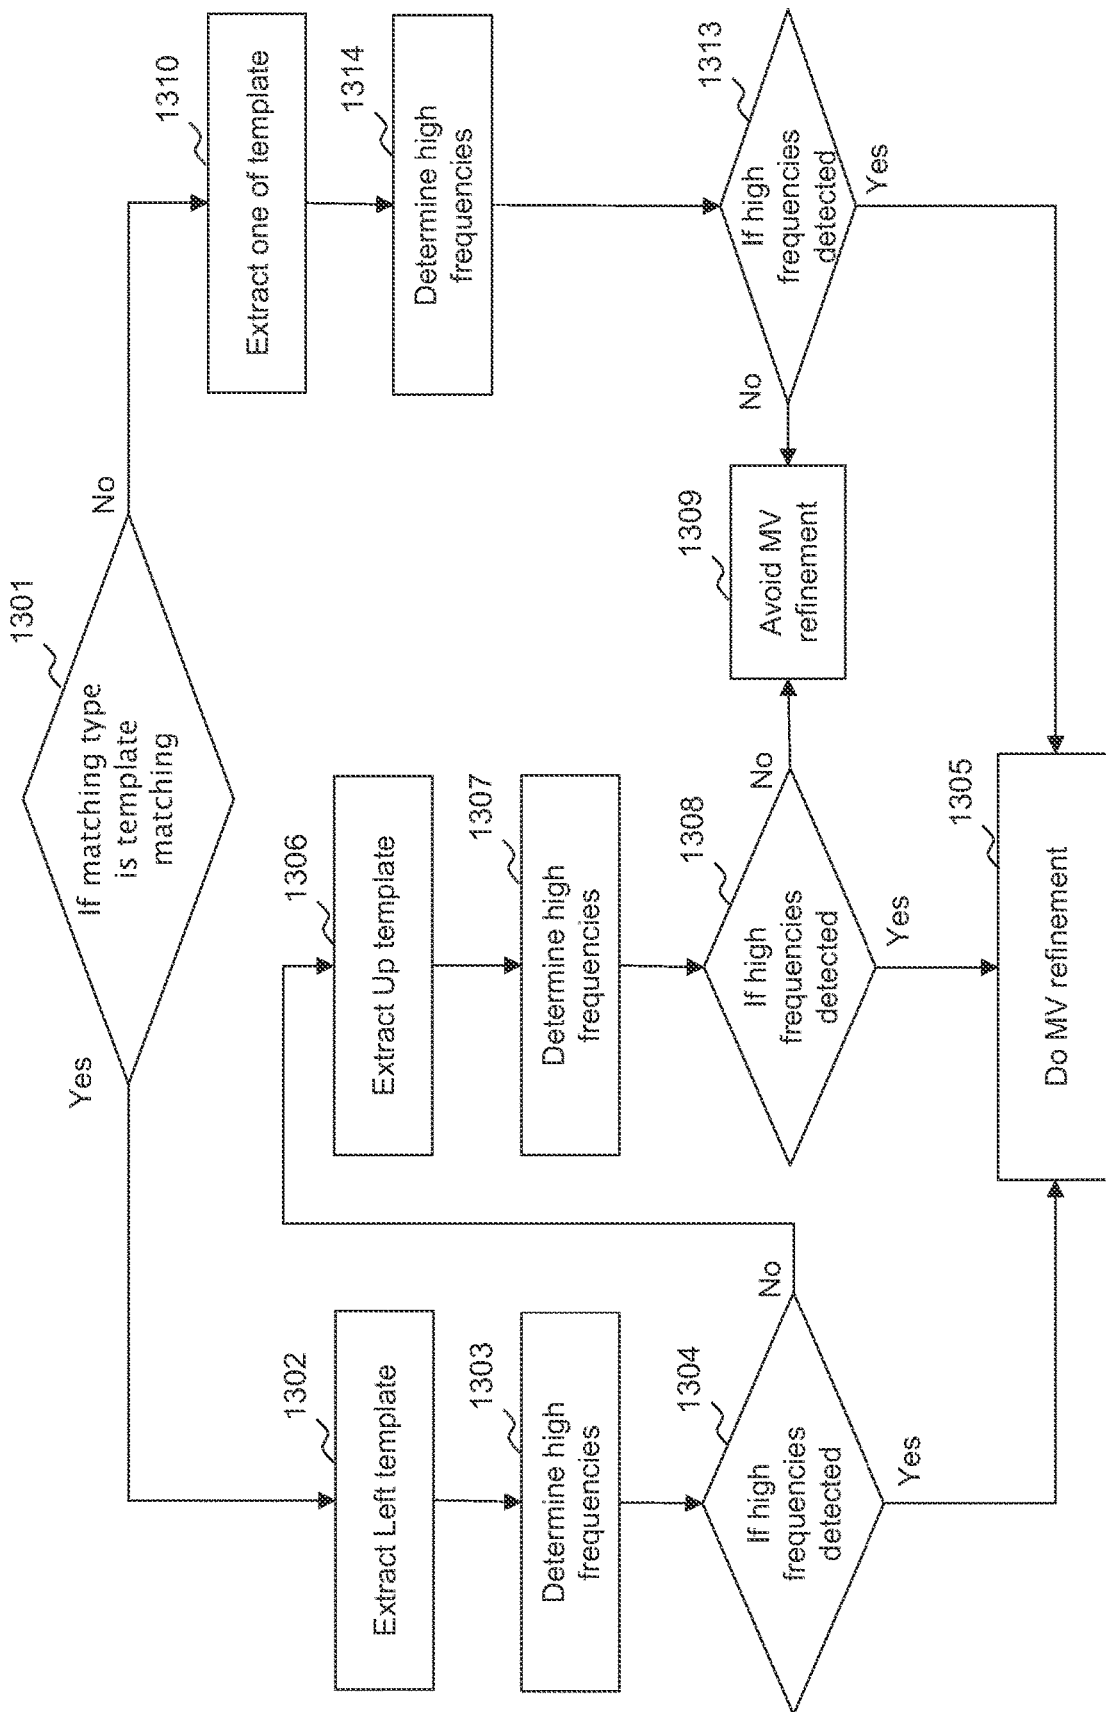 1301
If matching type
is template
matching
Yes
No
1302
Extract Left template
1303
Determine high
frequencies
1304
If high
frequencies
detected
No
Yes
1306
Extract Up template
1307
Determine high
frequencies
1308
If high
frequencies
detected
No
Yes
1309
Avoid MV
refinement
1310
Extract one of template
1314
Determine high
frequencies
1313
If high
frequencies
detected
No
Yes
1305
Do MV refinement